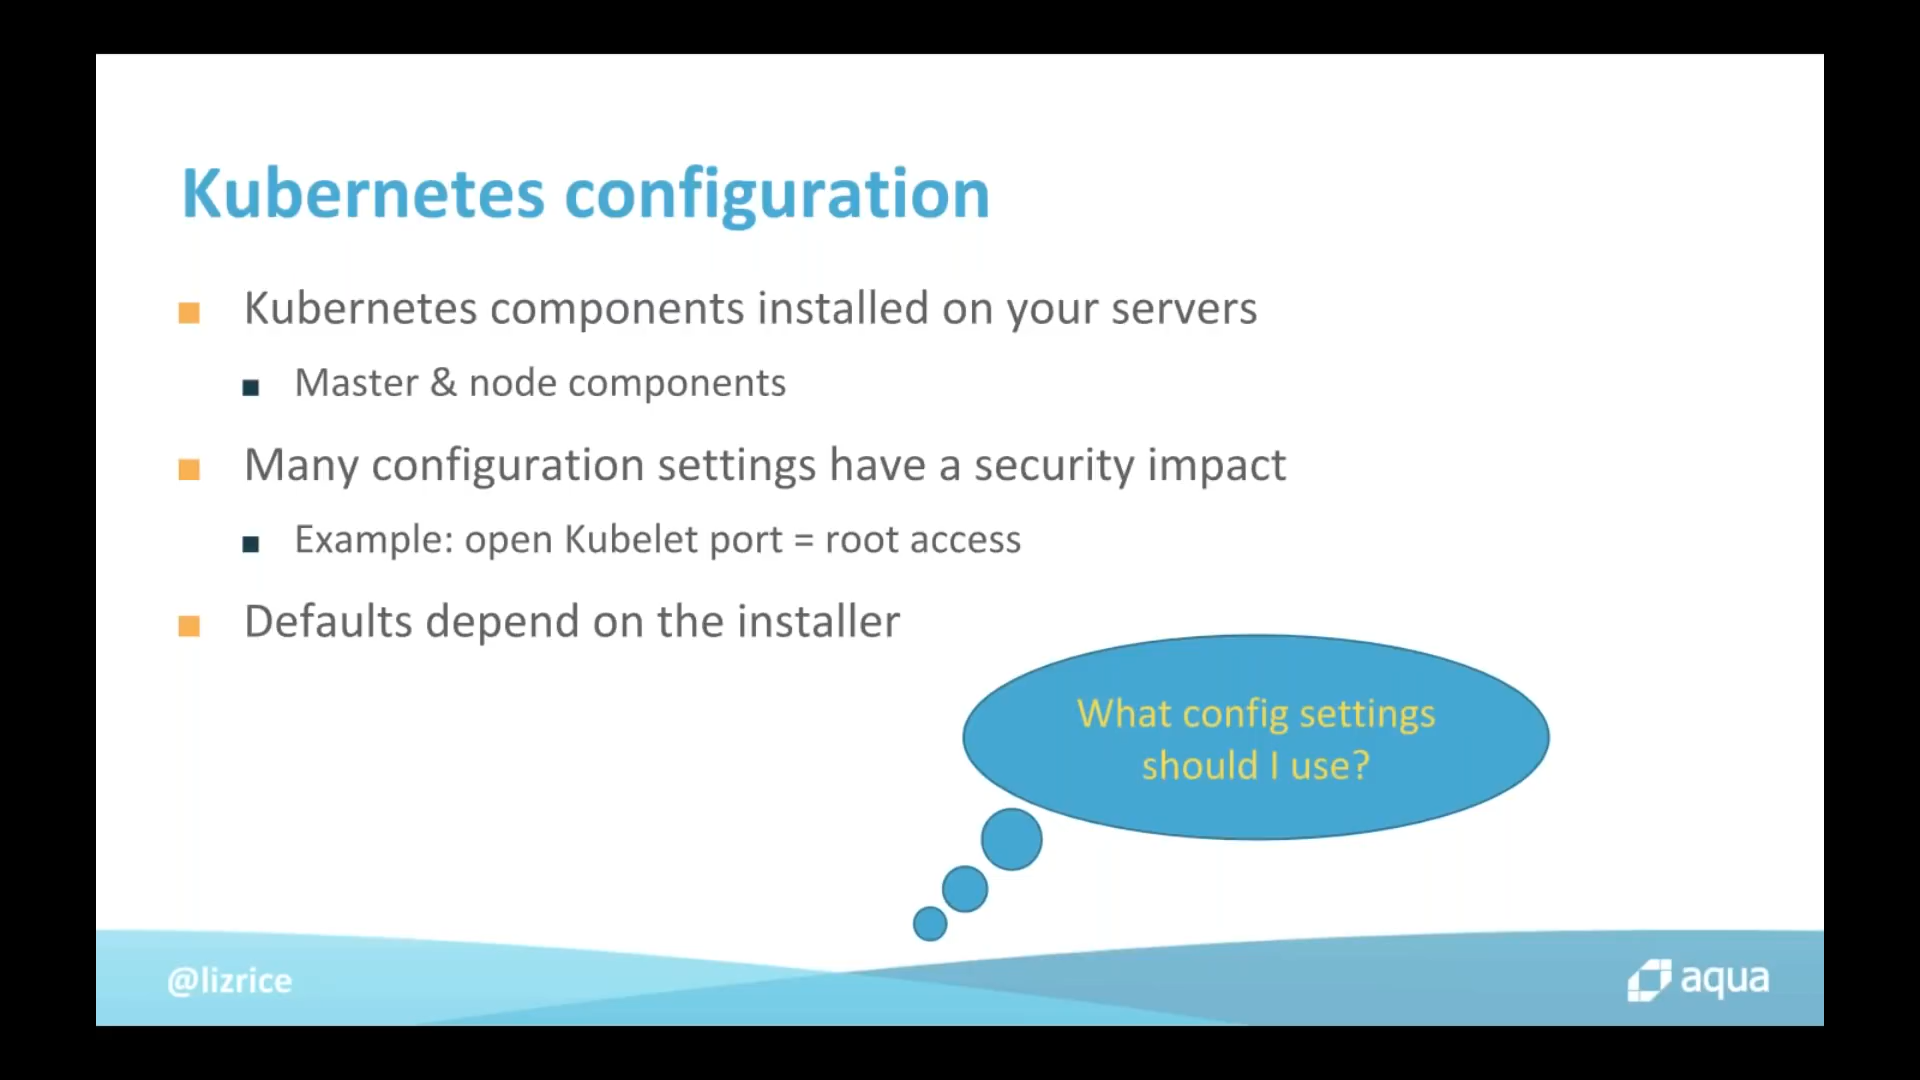 Kubernetes configuration
Kubernetes components installed on your servers
Master & node components
Many configuration settings have a security impact
Example: open Kubelet port = root access
Defaults depend on the installer
What config settings
should I use?
@lizrice
aqua